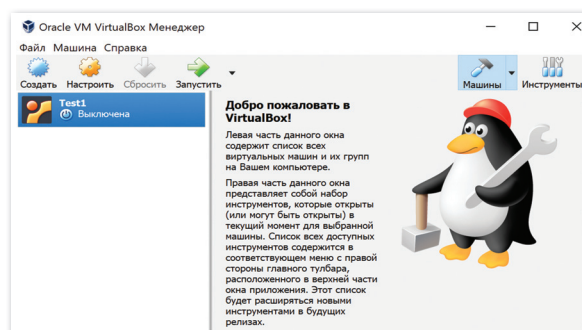 Oracle VM VirtualBox Менеджер
Файл Машина Справка
Создать Настроить Сбросить Запустить
Машины Инструменты
Test1
Выключена
Добро пожаловать в
VirtualBox!
Левая часть данного окна
содержит список всех
виртуальных машин и их групп
на Вашем компьютере.
Правая часть данного окна
представляет собой набор
инструментов, которые открыты
(или могут быть открыты) в
текущий момент для выбранной
машины. Список всех доступных
инструментов содержится в
соответствующем меню с правой
стороны главного тулбара,
расположенного в верхней части
окна приложения. Этот список
будет расширяться новыми
инструментами в будущих
релизах.